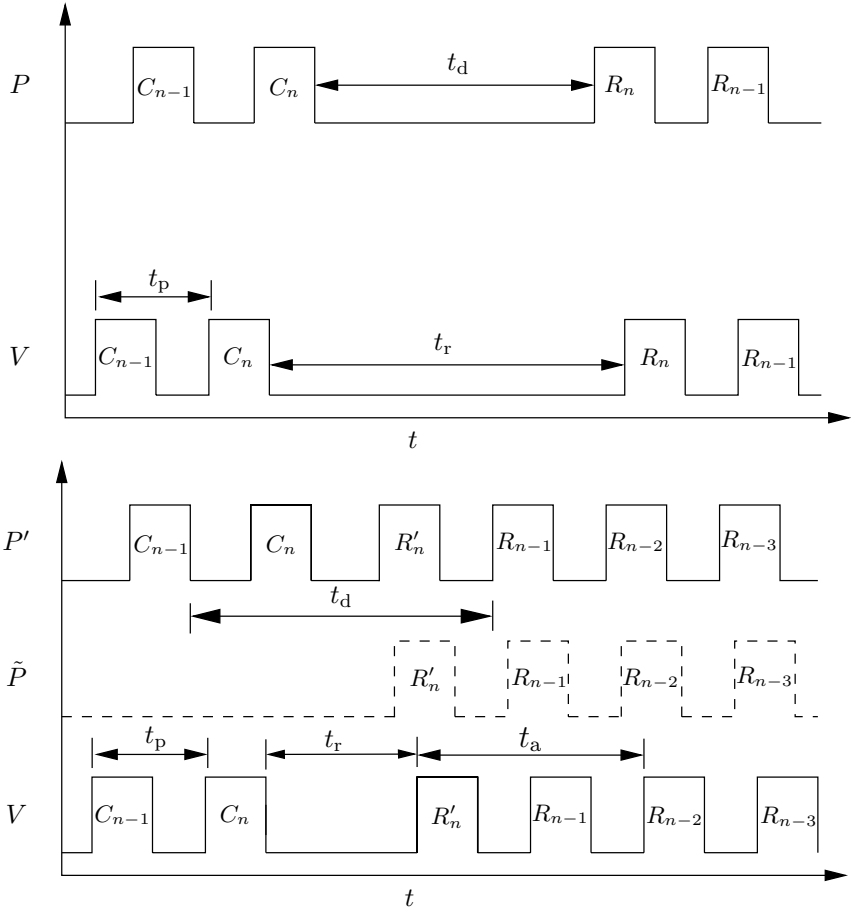 P C_{n−1} C_n t_d R_n R_{n−1}
t_p
V C_{n−1} C_n t_r R_n R_{n−1}
t
P′ C_{n−1} C_n R′_n R_{n−1} R_{n−2} R_{n−3}
t_d
P̃ R′_n R_{n−1} R_{n−2} R_{n−3}
t_p t_r t_a
V C_{n−1} C_n R′_n R_{n−1} R_{n−2} R_{n−3}
t